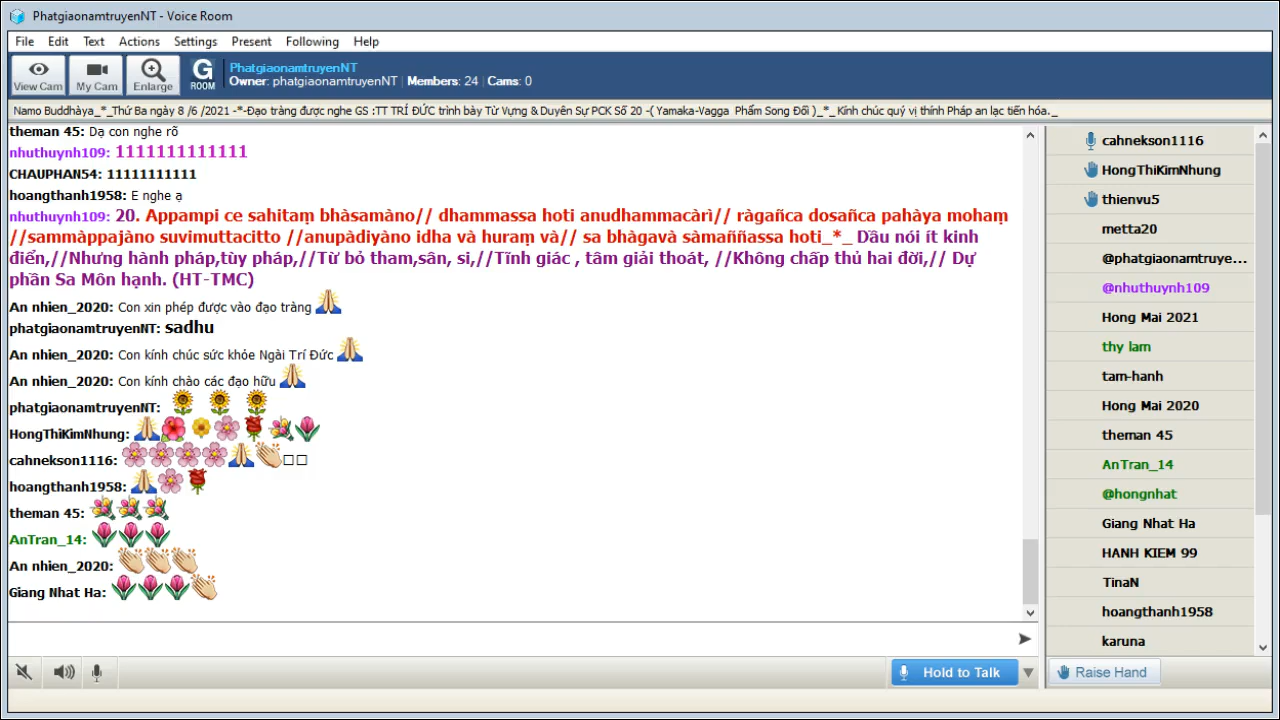 PhatgiaonamtruyenNT - Voice Room
File Edit Text Actions Settings Present Following Help
View Cam
My Cam
Enlarge
G
ROOM
PhatgiaonamtruyenNT
Owner: phatgiaonamtruyenNT | Members: 24 | Cams: 0
Namo Buddhàya_*_Thứ Ba ngày 8 /6 /2021 -*-Đạo tràng được nghe GS :TT TRÍ ĐỨC trình bày Từ Vựng & Duyên Sự PCK Số 20 -( Yamaka-Vagga Phẩm Song Đối )_*_ Kính chúc quý vị thính Pháp an lạc tiến hóa._
theman 45: Dạ con nghe rõ
nhuthuynh109: 1111111111111
CHAUPHAN54: 11111111111
hoangthanh1958: E nghe ạ
nhuthuynh109: 20. Appampi ce sahitaṃ bhàsamàno// dhammassa hoti anudhammacàrì// ràgañca dosañca pahàya mohaṃ
//sammàppajàno suvimuttacitto //anupàdiyàno idha và huraṃ và// sa bhàgavà sàmaññassa hoti_*_ Dầu nói ít kinh
điển,//Nhưng hành pháp,tùy pháp,//Từ bỏ tham,sân, si,//Tĩnh giác , tâm giải thoát, //Không chấp thủ hai đời,// Dự
phần Sa Môn hạnh. (HT-TMC)
An nhien_2020: Con xin phép được vào đạo tràng 🙏
phatgiaonamtruyenNT: sadhu
An nhien_2020: Con kính chúc sức khỏe Ngài Trí Đức 🙏
An nhien_2020: Con kính chào các đạo hữu 🙏
phatgiaonamtruyenNT: 🌻 🌻 🌻
HongThiKimNhung: 🙏🌺🌼🌸🌹💐🌷
cahnekson1116: 🌸🌸🌸🌸🙏👏□□
hoangthanh1958: 🙏🌸🌹
theman 45: 💐💐💐
AnTran_14: 🌷🌷🌷
An nhien_2020: 👏👏👏
Giang Nhat Ha: 🌷🌷🌷👏
Hold to Talk
cahnekson1116
HongThiKimNhung
thienvu5
metta20
@phatgiaonamtruye...
@nhuthuynh109
Hong Mai 2021
thy lam
tam-hanh
Hong Mai 2020
theman 45
AnTran_14
@hongnhat
Giang Nhat Ha
HANH KIEM 99
TinaN
hoangthanh1958
karuna
Raise Hand